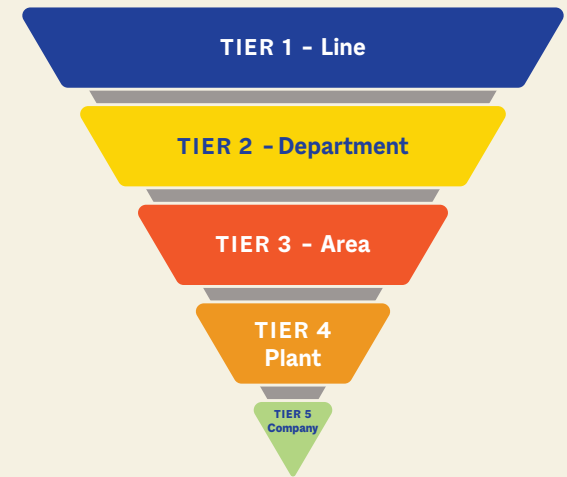 TIER 1 – Line
TIER 2 – Department
TIER 3 – Area
TIER 4
Plant
TIER 5
Company